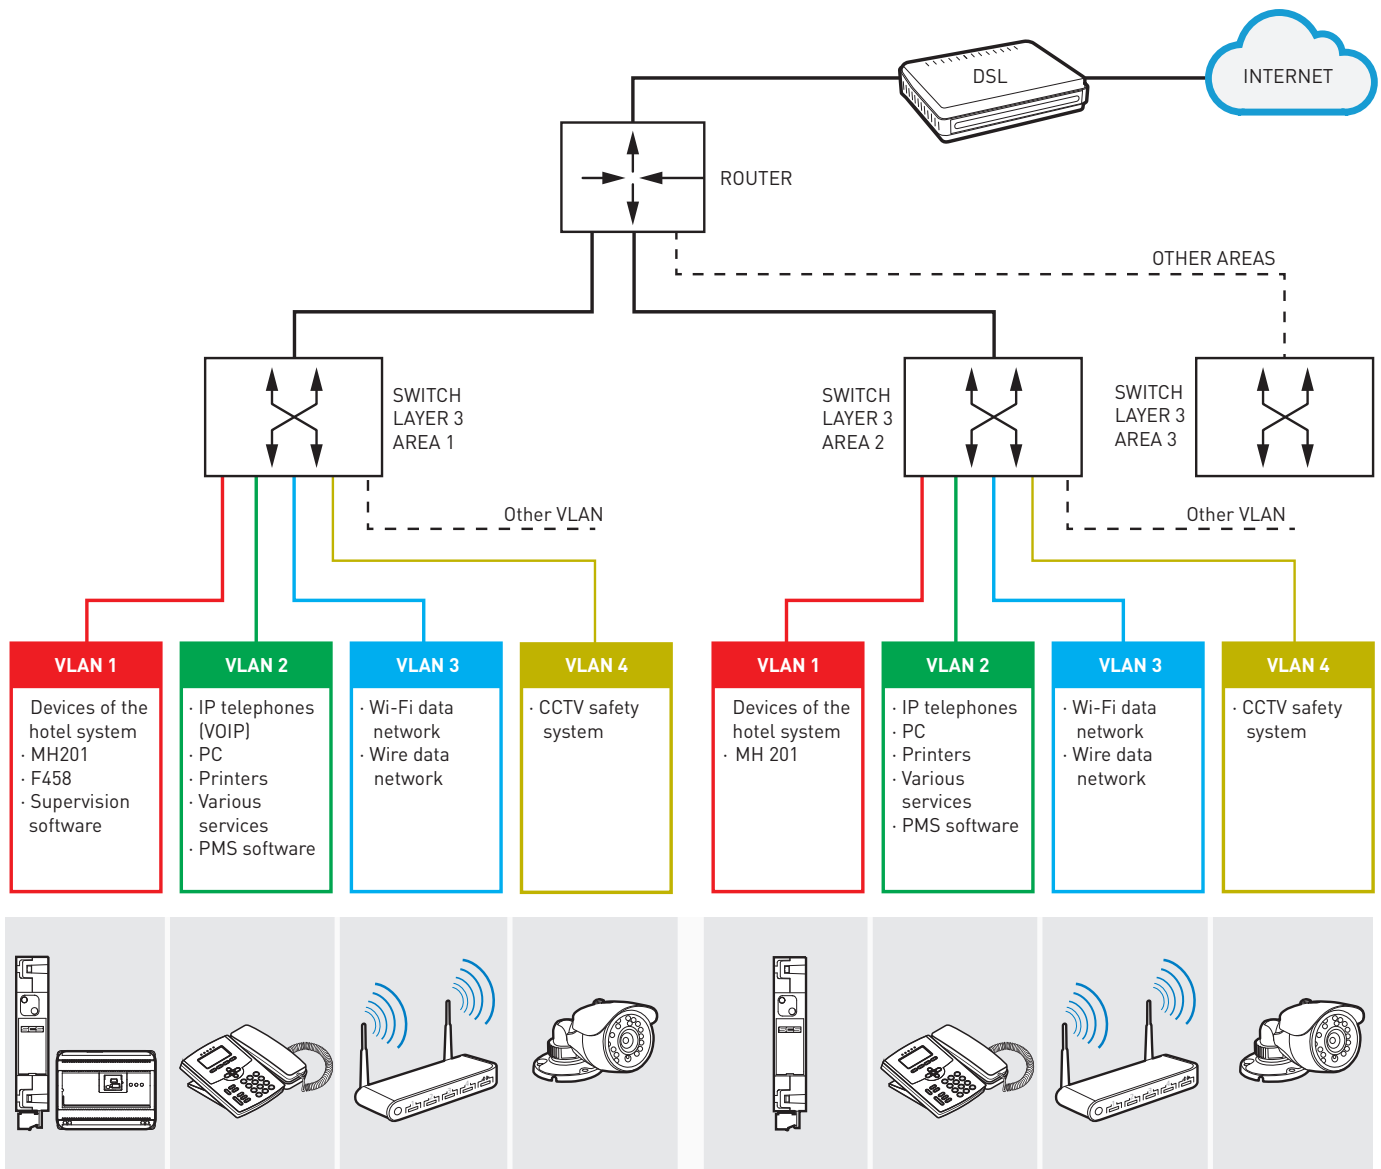 INTERNET
DSL
ROUTER
OTHER AREAS
SWITCH
LAYER 3
AREA 1
SWITCH
LAYER 3
AREA 2
SWITCH
LAYER 3
AREA 3
Other VLAN
Other VLAN
VLAN 1
Devices of the
hotel system
· MH201
· F458
· Supervision
software
VLAN 2
· IP telephones
(VOIP)
· PC
· Printers
· Various
services
· PMS software
VLAN 3
· Wi-Fi data
network
· Wire data
network
VLAN 4
· CCTV safety
system
VLAN 1
Devices of the
hotel system
· MH 201
VLAN 2
· IP telephones
· PC
· Printers
· Various
services
· PMS software
VLAN 3
· Wi-Fi data
network
· Wire data
network
VLAN 4
· CCTV safety
system